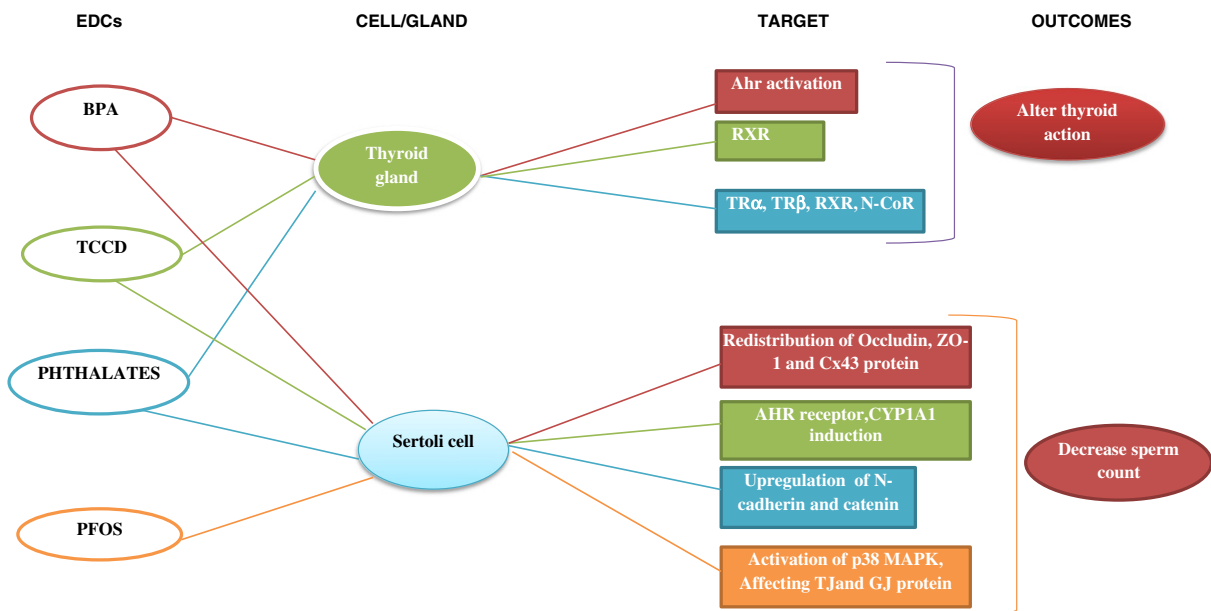 EDCs CELL/GLAND TARGET OUTCOMES
BPA
TCCD
PHTHALATES
PFOS
Thyroid
gland
Sertoli cell
Ahr activation
RXR
TRα, TRβ, RXR, N-CoR
Redistribution of Occludin, ZO-
1 and Cx43 protein
AHR receptor,CYP1A1
induction
Upregulation of N-
cadherin and catenin
Activation of p38 MAPK,
Affecting TJand GJ protein
Alter thyroid
action
Decrease sperm
count